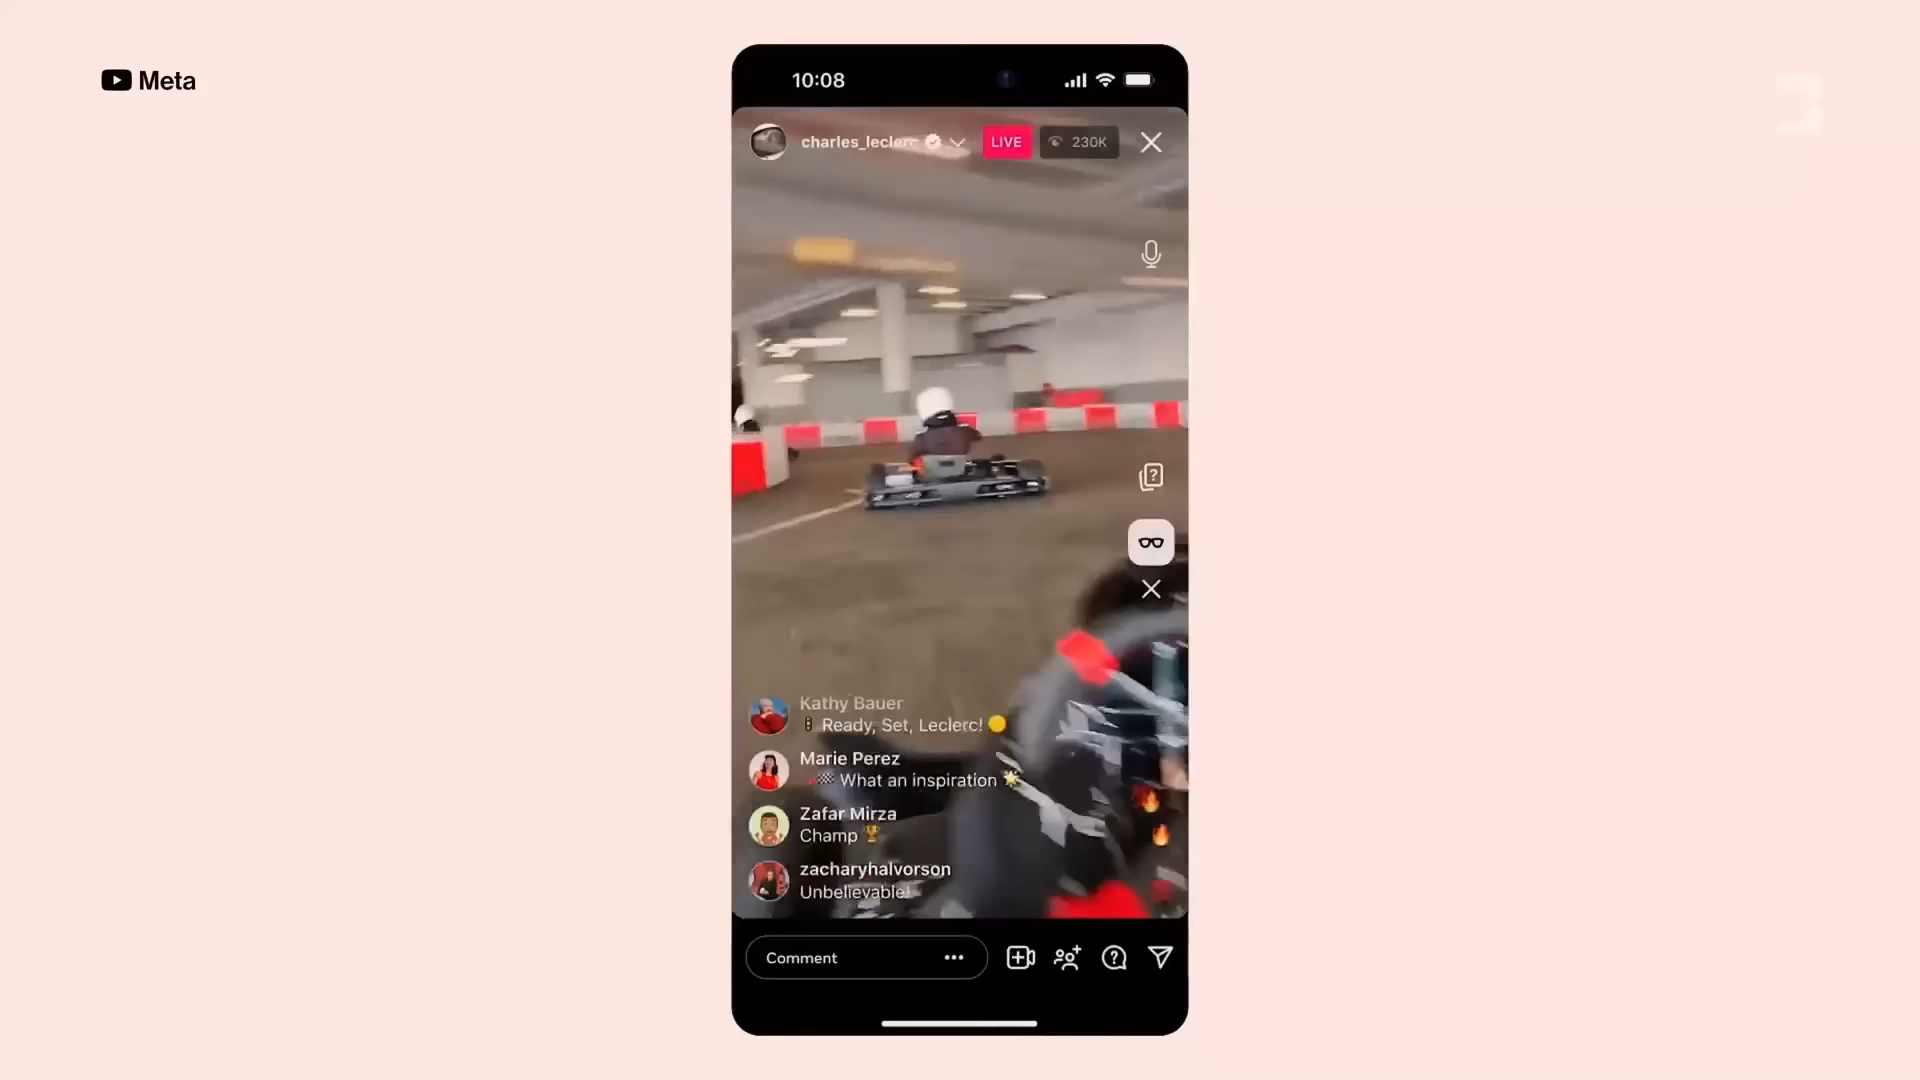 Meta
10:08
charles_leclerc
LIVE
230K
Kathy Bauer
Ready, Set, Leclerc!
Marie Perez
What an inspiration
Zafar Mirza
Champ
zacharyhalvorson
Unbelievable!
Comment